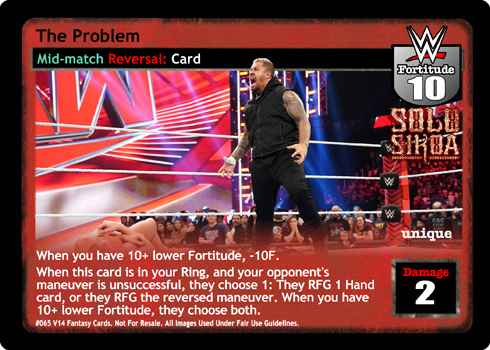 The Problem
Mid-match Reversal: Card
W
Fortitude
10
SOLO
SIKOA
unique
When you have 10+ lower Fortitude, -10F.
When this card is in your Ring, and your opponent's
maneuver is unsuccessful, they choose 1: They RFG 1 Hand
card, or they RFG the reversed maneuver. When you have
10+ lower Fortitude, they choose both.
Damage
2
#065 V14 Fantasy Cards. Not For Resale. All Images Used Under Fair Use Guidelines.